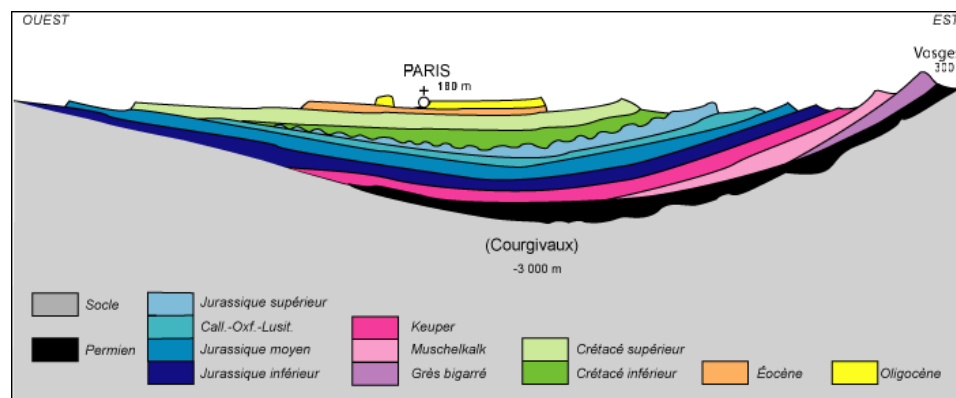 OUEST
EST
Vosges
300
PARIS
180 m
(Courgivaux)
-3 000 m
Socle
Permien
Jurassique supérieur
Call.-Oxf.-Lusit.
Jurassique moyen
Jurassique inférieur
Keuper
Muschelkalk
Grès bigarré
Crétacé supérieur
Crétacé inférieur
Éocène
Oligocène